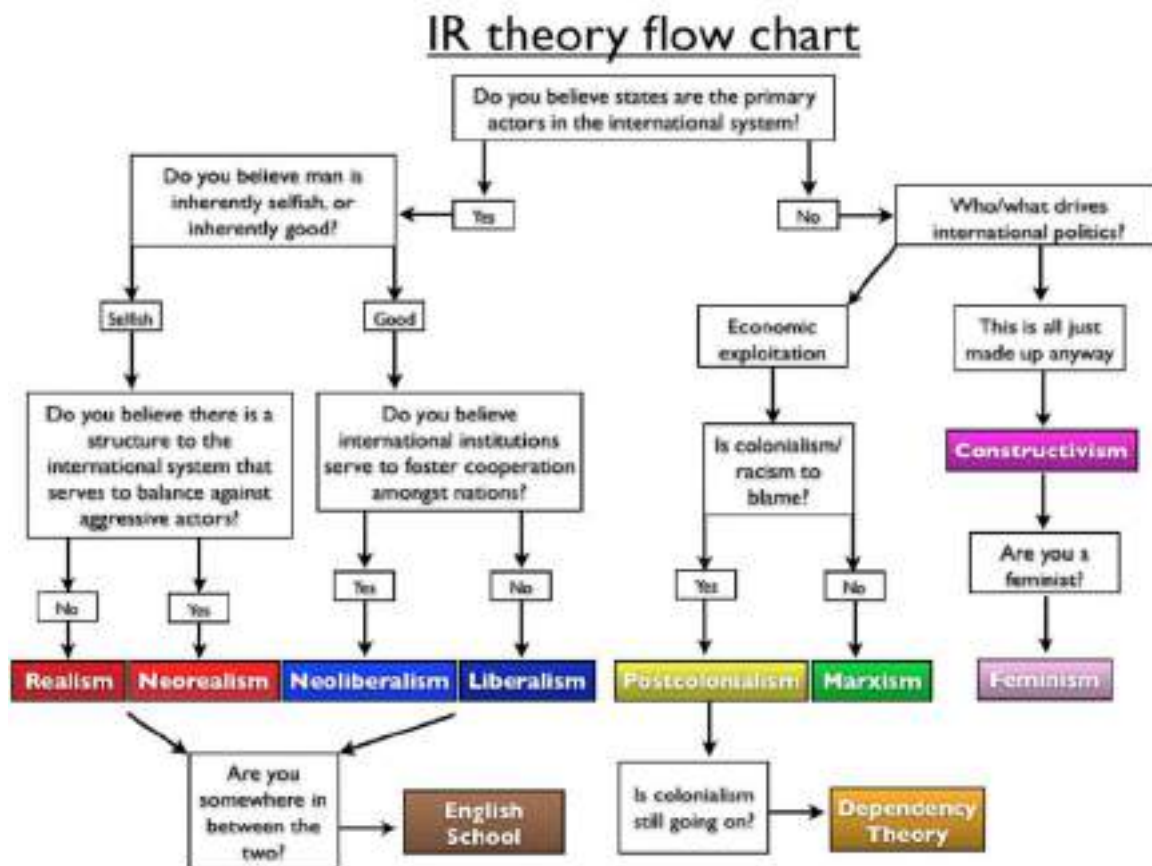 IR theory flow chart
Do you believe states are the primary
actors in the international system?
Do you believe man is
inherently selfish, or
inherently good?
Yes
No
Who/what drives
international politics?
Selfish
Good
Economic
exploitation
This is all just
made up anyway
Do you believe there is a
structure to the
international system that
serves to balance against
aggressive actors?
Do you believe
international institutions
serve to foster cooperation
amongst nations?
Is colonialism/
racism to
blame?
Constructivism
Are you a
feminist?
No
Yes
Yes
No
Yes
No
Realism
Neorealism
Neoliberalism
Liberalism
Postcolonialism
Marxism
Feminism
Are you
somewhere in
between the
two?
English
School
Is colonialism
still going on?
Dependency
Theory